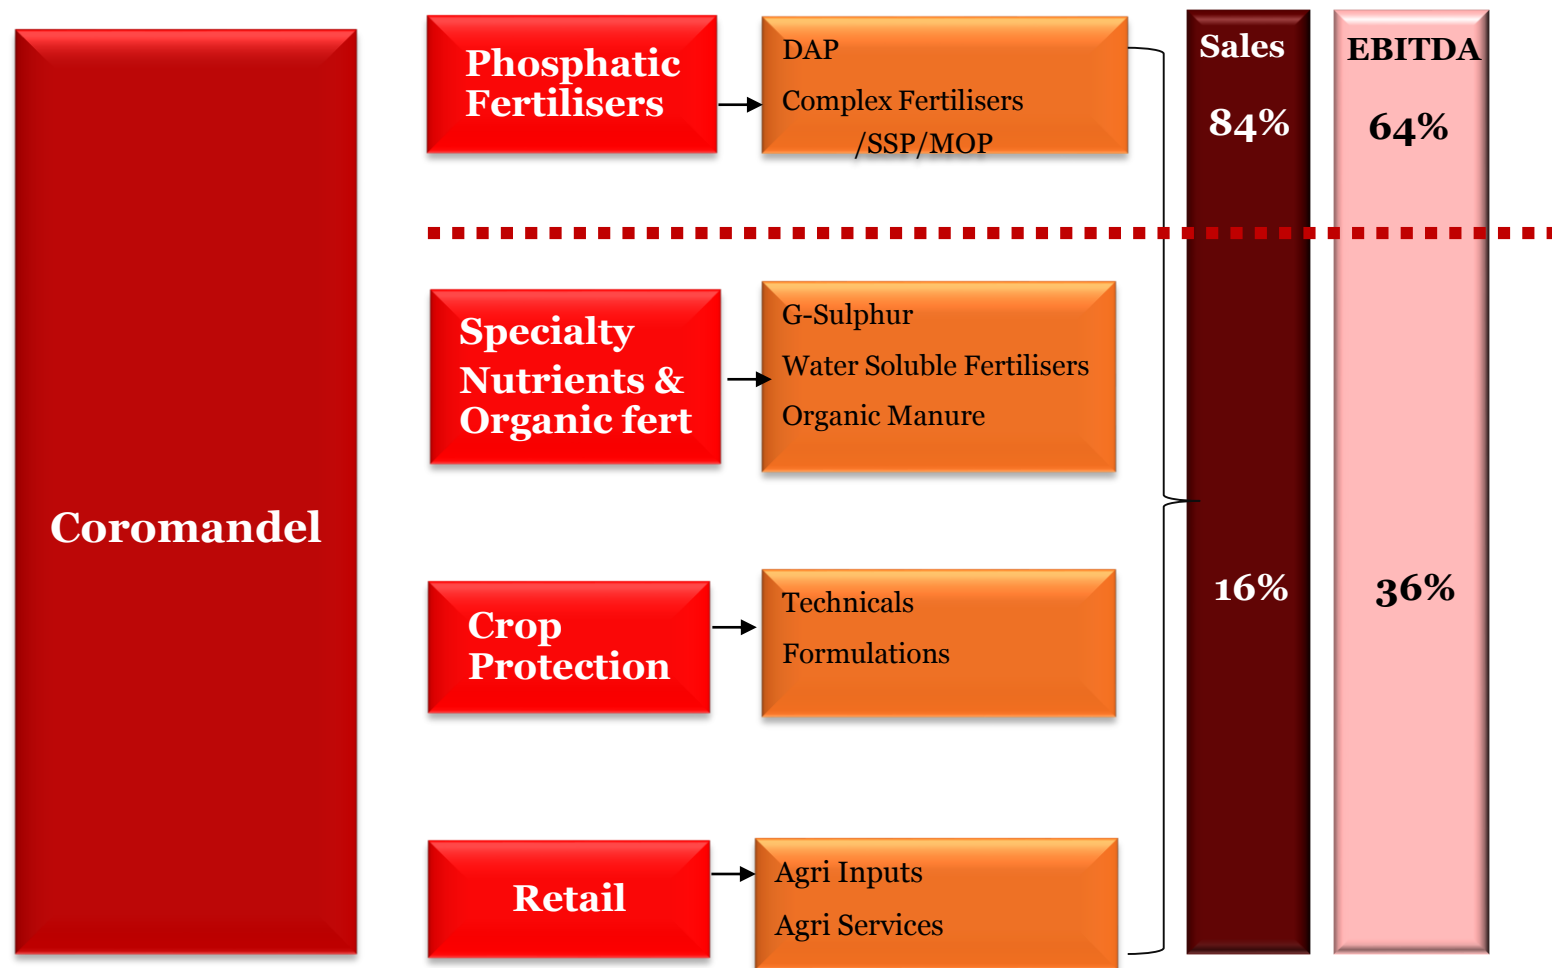 Coromandel
Phosphatic
Fertilisers
DAP
Complex Fertilisers
/SSP/MOP
Sales
84%
EBITDA
64%
Specialty
Nutrients &
Organic fert
G-Sulphur
Water Soluble Fertilisers
Organic Manure
Crop
Protection
Technicals
Formulations
16%
36%
Retail
Agri Inputs
Agri Services